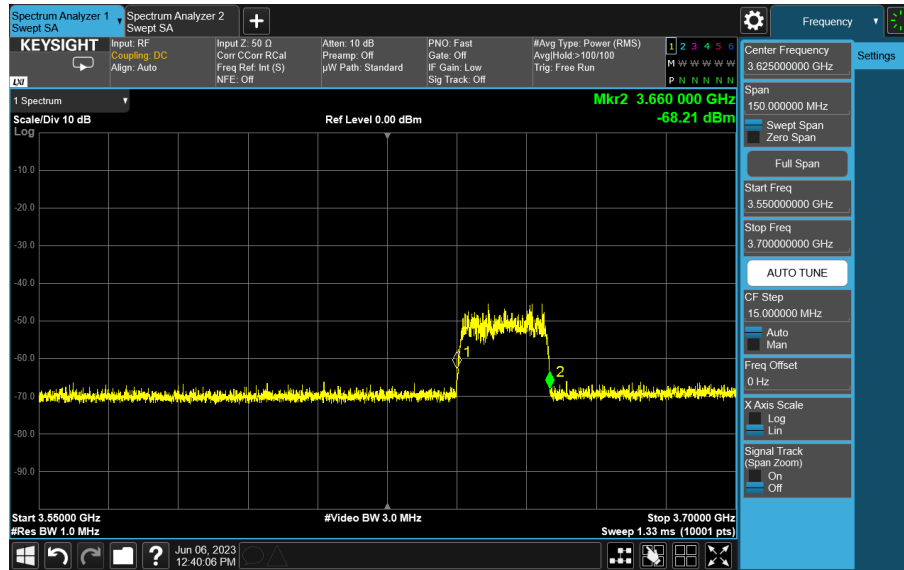 Spectrum Analyzer 1
Swept SA
Spectrum Analyzer 2
Swept SA
+
Frequency
KEYSIGHT
LXI
Input: RF
Coupling: DC
Align: Auto
Input Z: 50 Ω
Corr CCorr RCal
Freq Ref: Int (S)
NFE: Off
Atten: 10 dB
Preamp: Off
µW Path: Standard
PNO: Fast
Gate: Off
IF Gain: Low
Sig Track: Off
#Avg Type: Power (RMS)
Avg|Hold:>100/100
Trig: Free Run
1 2 3 4 5 6
M W W W W W
P N N N N N
1 Spectrum
Scale/Div 10 dB
Ref Level 0.00 dBm
Mkr2 3.660 000 GHz
-68.21 dBm
Log
-10.0
-20.0
-30.0
-40.0
-50.0
-60.0
-70.0
-80.0
-90.0
1
2
Start 3.55000 GHz
#Res BW 1.0 MHz
#Video BW 3.0 MHz
Stop 3.70000 GHz
Sweep 1.33 ms (10001 pts)
Center Frequency
3.625000000 GHz
Span
150.000000 MHz
Swept Span
Zero Span
Full Span
Start Freq
3.550000000 GHz
Stop Freq
3.700000000 GHz
AUTO TUNE
CF Step
15.000000 MHz
Auto
Man
Freq Offset
0 Hz
X Axis Scale
Log
Lin
Signal Track
(Span Zoom)
On
Off
Settings
?
Jun 06, 2023
12:40:06 PM